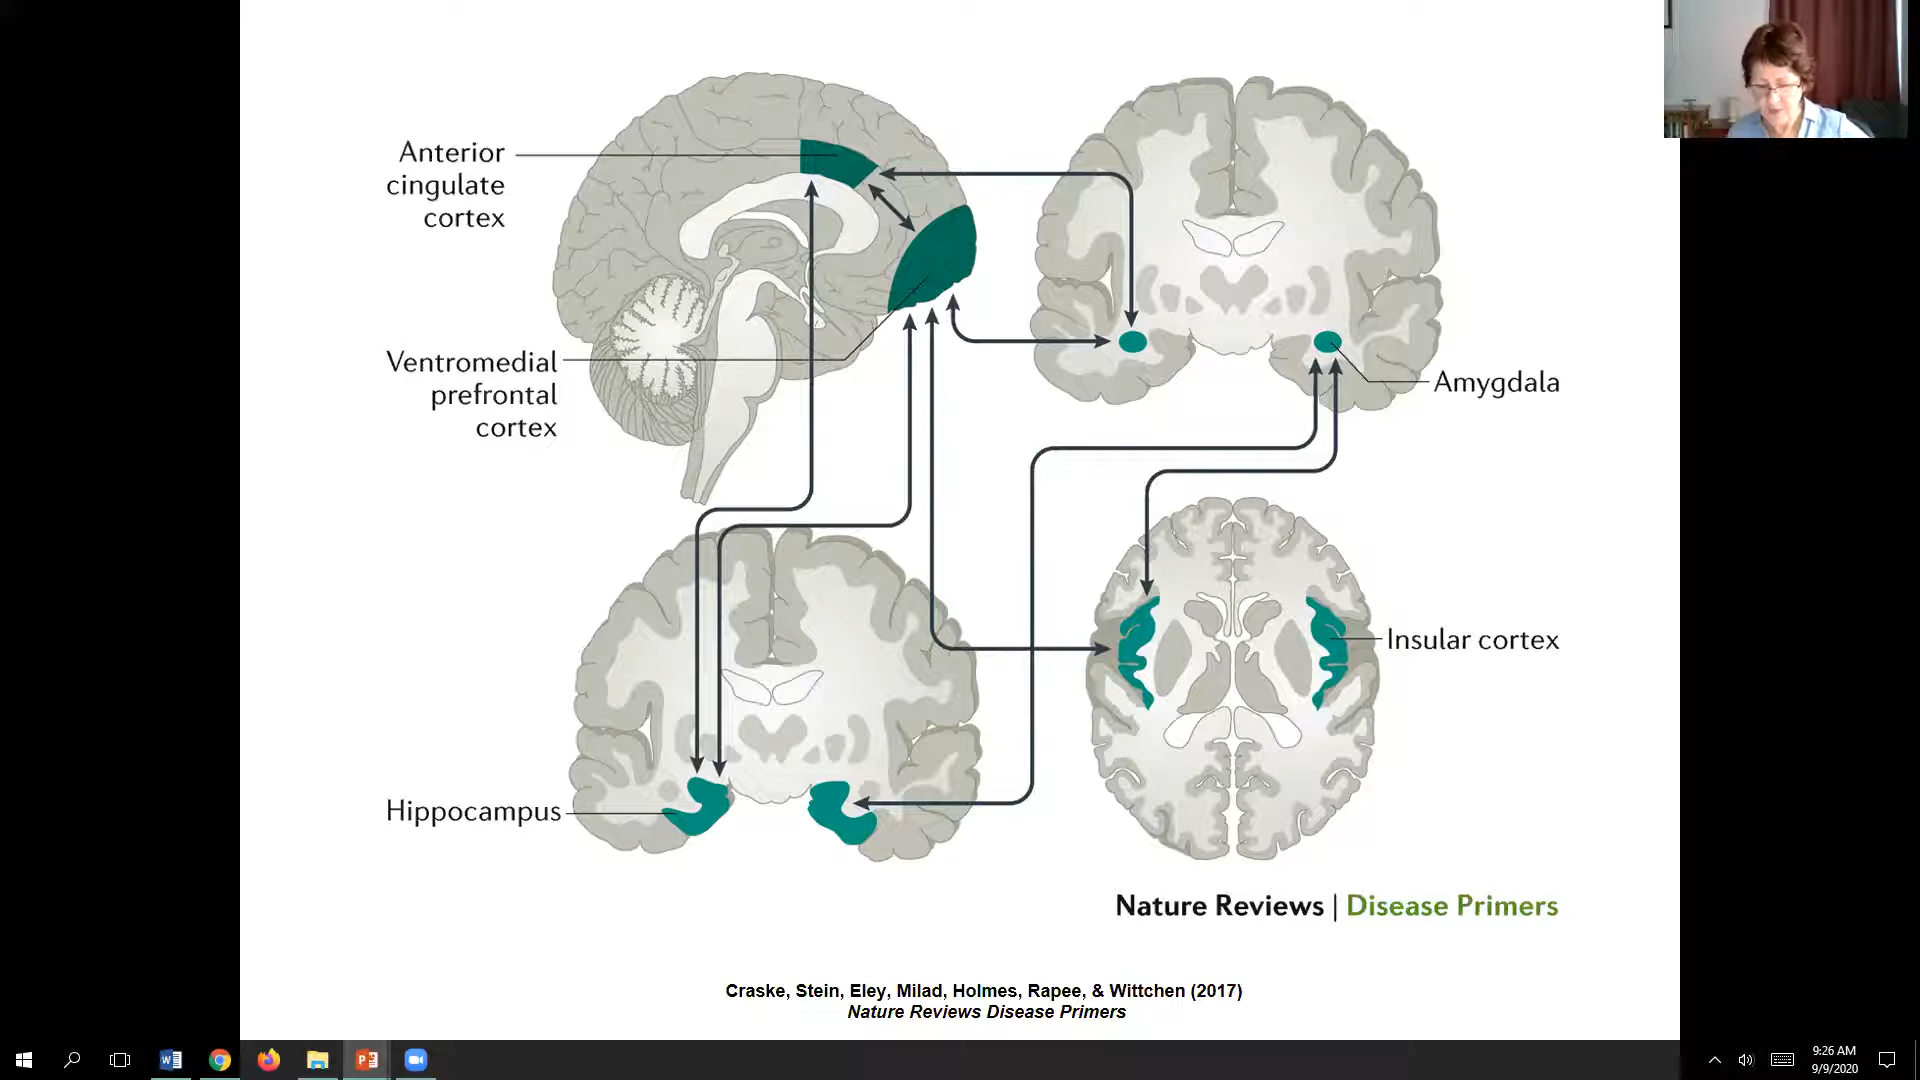 Anterior
cingulate
cortex
Ventromedial
prefrontal
cortex
Amygdala
Insular cortex
Hippocampus
Nature Reviews | Disease Primers
Craske, Stein, Eley, Milad, Holmes, Rapee, & Wittchen (2017)
Nature Reviews Disease Primers
9:26 AM
9/9/2020